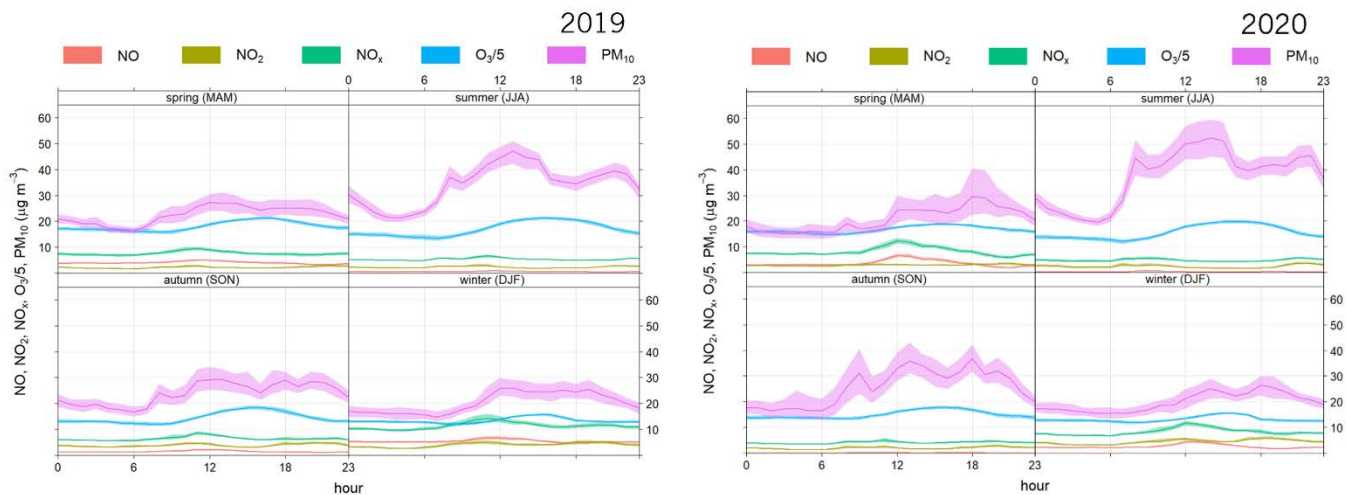 2019
NO NO₂ NOₓ O₃/5 PM₁₀
0 6 12 18 23
spring (MAM) summer (JJA)
60
50
40
30
20
10
autumn (SON) winter (DJF)
60
50
40
30
20
10
0 6 12 18 23
hour
NO, NO₂, NOₓ, O₃/5, PM₁₀ (μg m⁻³)
2020
NO NO₂ NOₓ O₃/5 PM₁₀
0 6 12 18 23
spring (MAM) summer (JJA)
60
50
40
30
20
10
autumn (SON) winter (DJF)
60
50
40
30
20
10
0 6 12 18 23
hour
NO, NO₂, NOₓ, O₃/5, PM₁₀ (μg m⁻³)